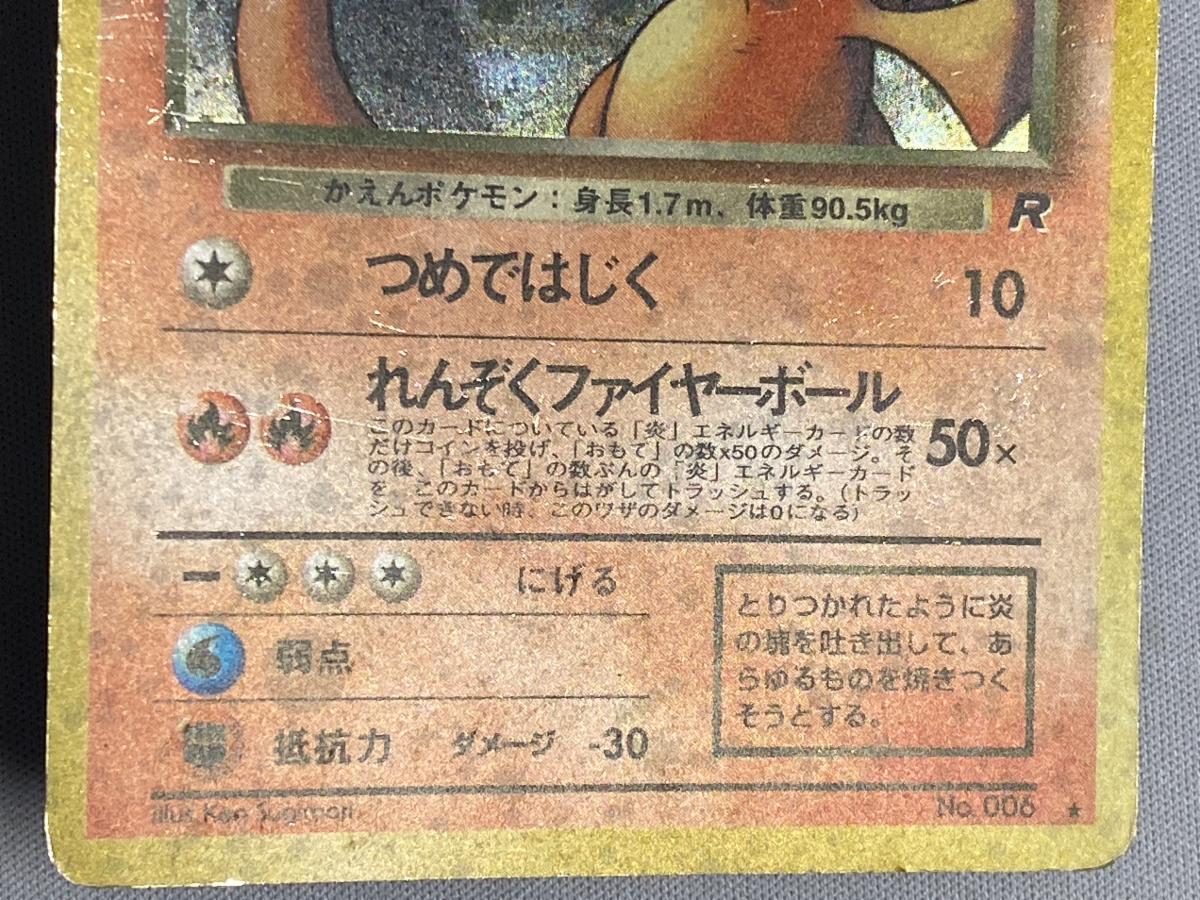 かえんポケモン：身長1.7m、体重90.5kg
R
つめではじく 10
れんぞくファイヤーボール
このカードについている「炎」エネルギーカードの数
だけコインを投げ、「おもて」の数x50のダメージ。そ
の後、「おもて」の数ぶんの「炎」エネルギーカード
を、このカードからはがしてトラッシュする。(トラッ
シュできない時、このワザのダメージは0になる)
50×
にげる
弱点
抵抗力 ダメージ -30
とりつかれたように炎
の塊を吐き出して、あ
らゆるものを焼きつく
そうとする。
illus. Ken Sugimori
No. 006 ★